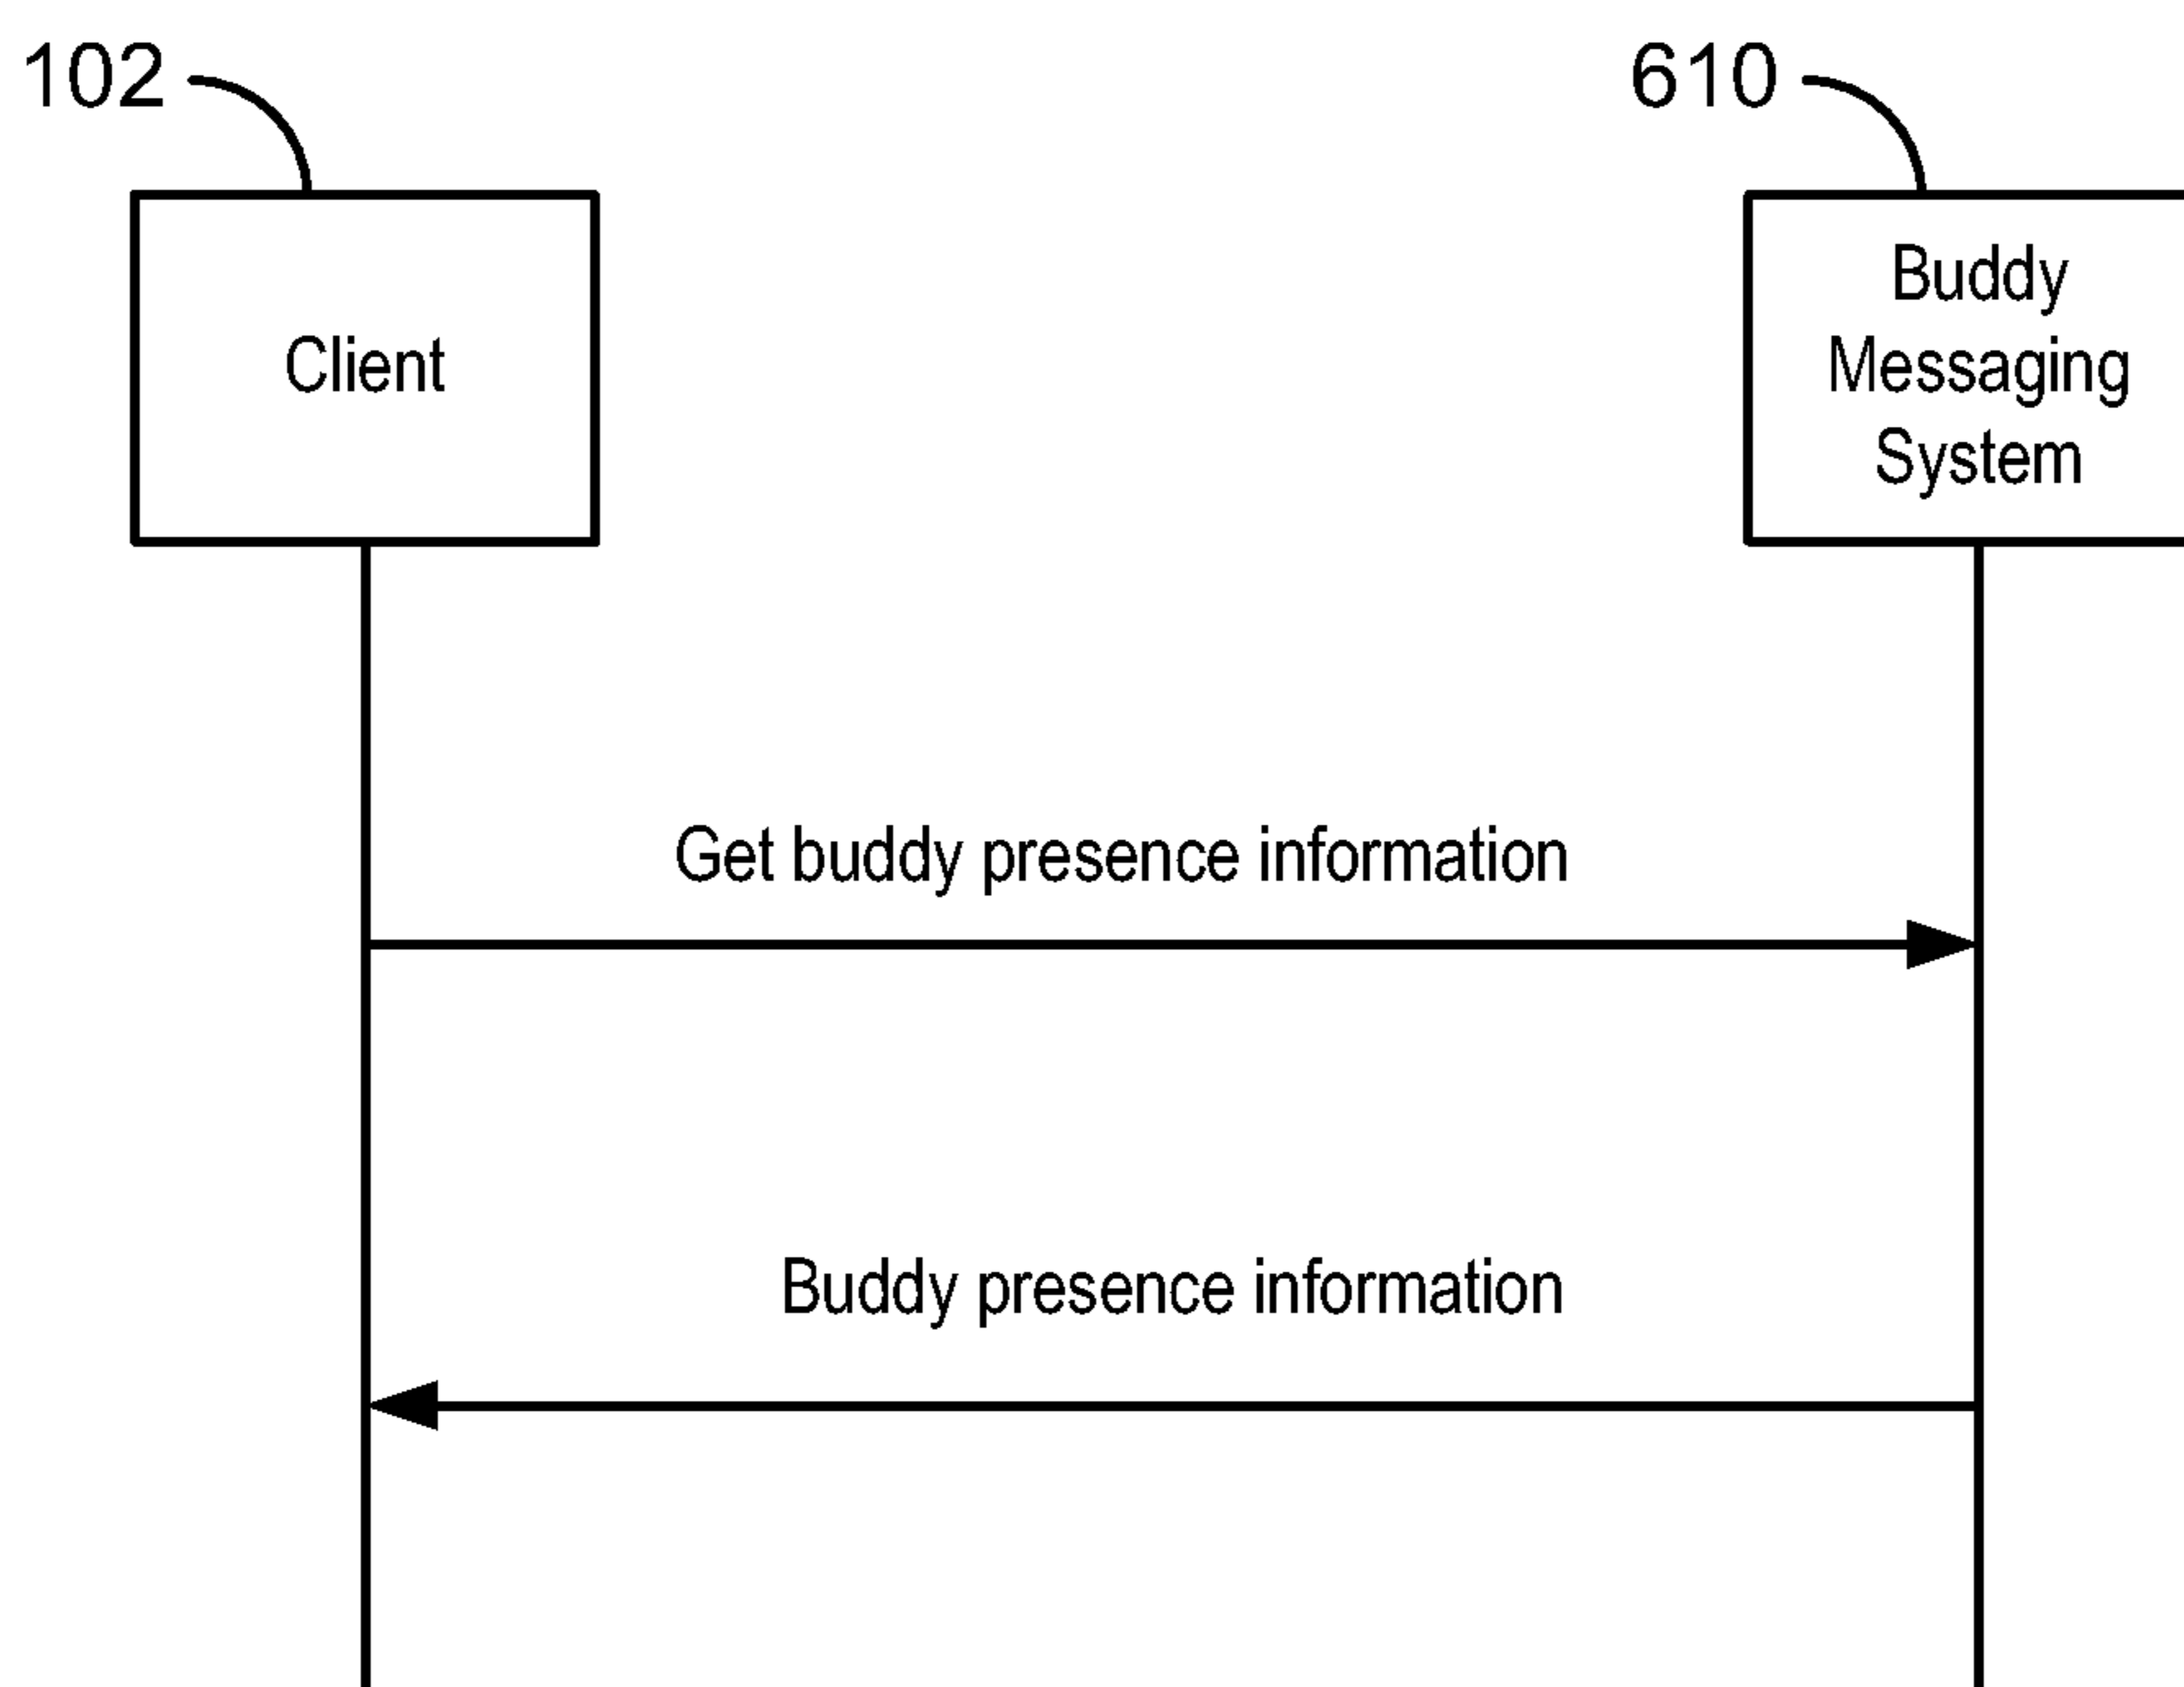 102
610
Client
Buddy
Messaging
System
Get buddy presence information
Buddy presence information